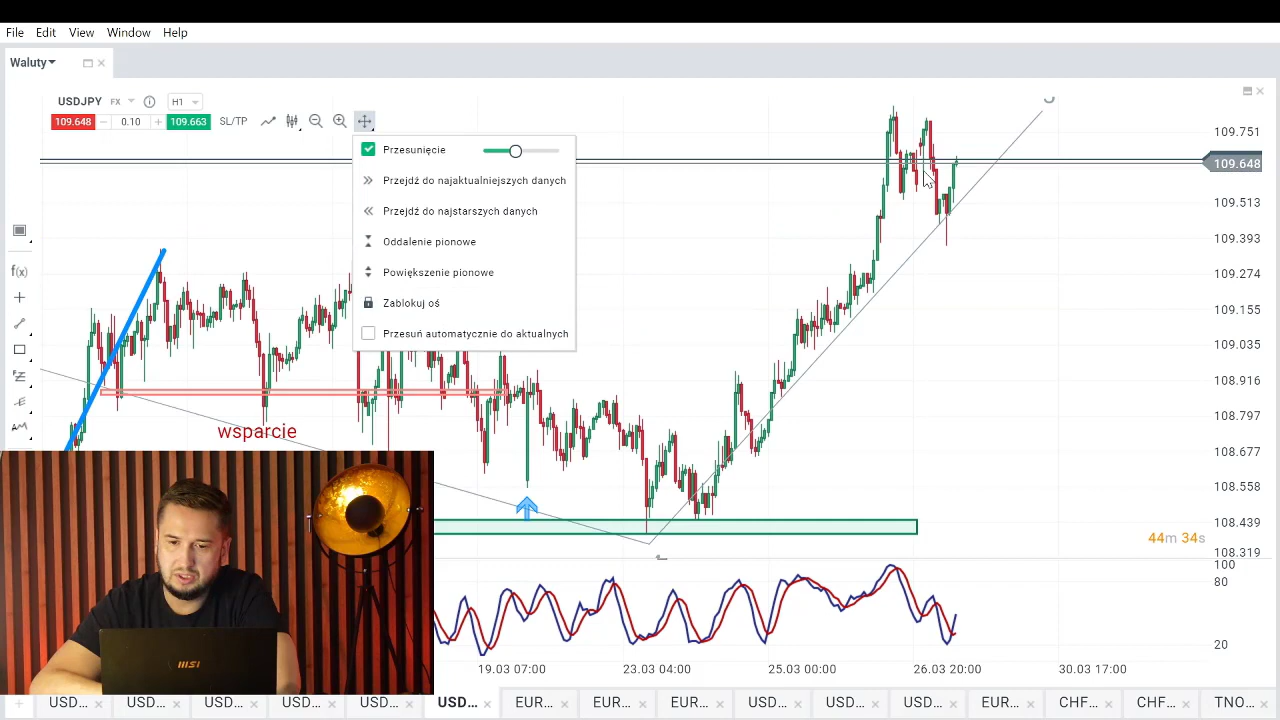 File Edit View Window Help
Waluty
USDJPY FX H1
109.648 0.10 109.663 SL/TP
Przesunięcie
Przejdź do najaktualniejszych danych
Przejdź do najstarszych danych
Oddalenie pionowe
Powiększenie pionowe
Zablokuj oś
Przesuń automatycznie do aktualnych
f(x)
wsparcie
109.751
109.648
109.513
109.393
109.274
109.155
109.035
108.916
108.797
108.677
108.558
108.439
108.319
44m 34s
100
80
20
19.03 07:00 23.03 04:00 25.03 00:00 26.03 20:00 30.03 17:00
msi
USD... USD... USD... USD... USD... USD... EUR... EUR... EUR... USD... USD... USD... EUR... CHF... CHF... TNO...